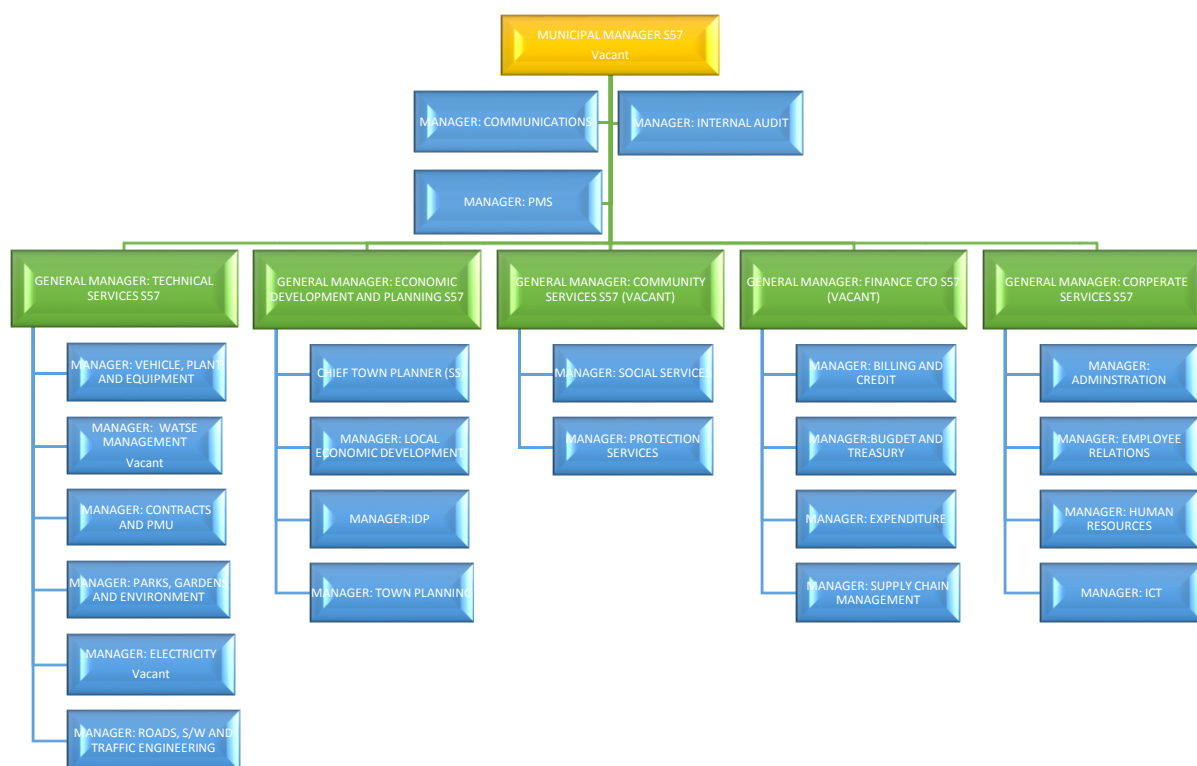 MUNICIPAL MANAGER S57
Vacant
MANAGER: COMMUNICATIONS
MANAGER: INTERNAL AUDIT
MANAGER: PMS
GENERAL MANAGER: TECHNICAL
SERVICES S57
GENERAL MANAGER: ECONOMIC
DEVELOPMENT AND PLANNING S57
GENERAL MANAGER: COMMUNITY
SERVICES S57 (VACANT)
GENERAL MANAGER: FINANCE CFO S57
(VACANT)
GENERAL MANAGER: CORPERATE
SERVICES S57
MANAGER: VEHICLE, PLANT
AND EQUIPMENT
MANAGER: WATSE
MANAGEMENT
Vacant
MANAGER: CONTRACTS
AND PMU
MANAGER: PARKS, GARDENS
AND ENVIRONMENT
MANAGER: ELECTRICITY
Vacant
MANAGER: ROADS, S/W AND
TRAFFIC ENGINEERING
CHIEF TOWN PLANNER (SS)
MANAGER: LOCAL
ECONOMIC DEVELOPMENT
MANAGER:IDP
MANAGER: TOWN PLANNING
MANAGER: SOCIAL SERVICES
MANAGER: PROTECTION
SERVICES
MANAGER: BILLING AND
CREDIT
MANAGER:BUGDET AND
TREASURY
MANAGER: EXPENDITURE
MANAGER: SUPPLY CHAIN
MANAGEMENT
MANAGER:
ADMINSTRATION
MANAGER: EMPLOYEE
RELATIONS
MANAGER: HUMAN
RESOURCES
MANAGER: ICT